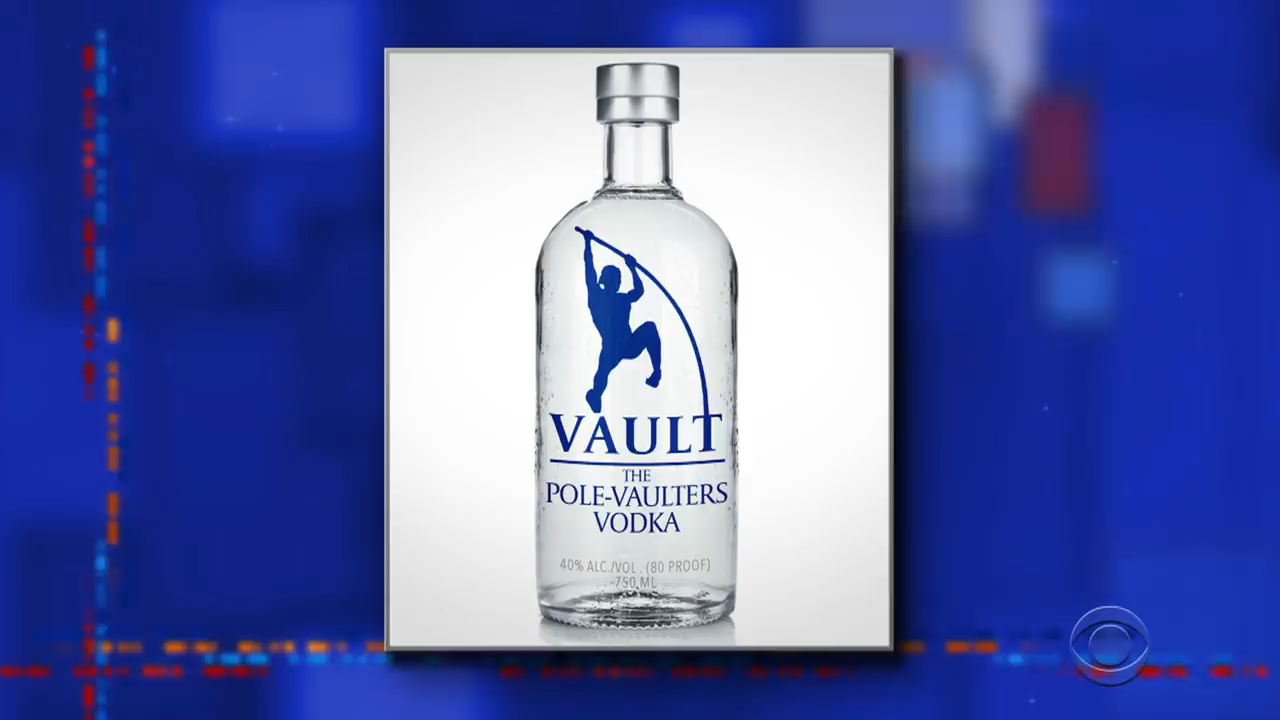 VAULT
THE
POLE-VAULTERS
VODKA
40% ALC./VOL. (80 PROOF)
750 ML